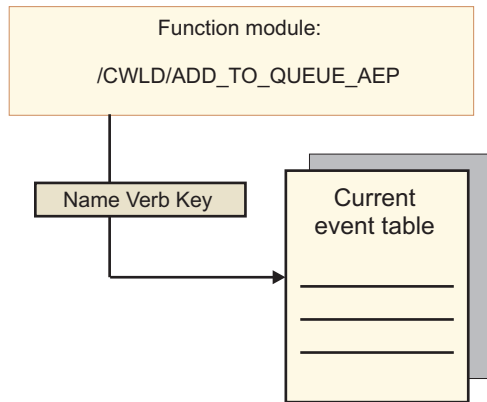 Function module:
/CWLD/ADD_TO_QUEUE_AEP
Name Verb Key
Current
event table